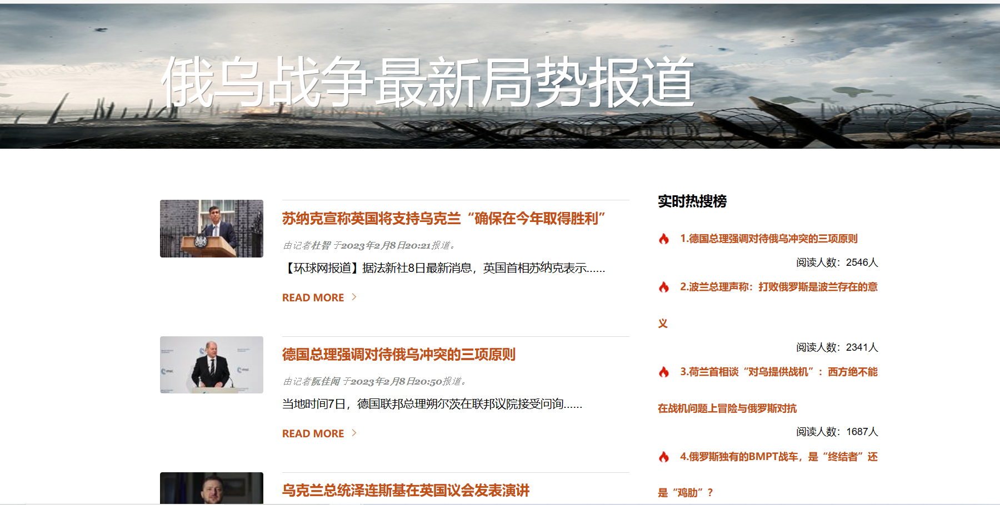 俄乌战争最新局势报道
苏纳克宣称英国将支持乌克兰“确保在今年取得胜利”
由记者杜智 于2023年2月8日20:21报道。
【环球网报道】据法新社8日最新消息，英国首相苏纳克表示......
READ MORE
德国总理强调对待俄乌冲突的三项原则
由记者阮佳闻 于2023年2月8日20:50报道。
当地时间7日，德国联邦总理朔尔茨在联邦议院接受问询......
READ MORE
乌克兰总统泽连斯基在英国议会发表演讲
实时热搜榜
1.德国总理强调对待俄乌冲突的三项原则
阅读人数：2546人
2.波兰总理声称：打败俄罗斯是波兰存在的意
义
阅读人数：2341人
3.荷兰首相谈“对乌提供战机”：西方绝不能
在战机问题上冒险与俄罗斯对抗
阅读人数：1687人
4.俄罗斯独有的BMPT战车，是“终结者”还
是“鸡肋”？